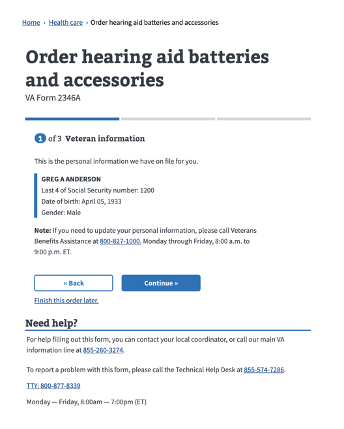 Home › Health care › Order hearing aid batteries and accessories
Order hearing aid batteries
and accessories
VA Form 2346A
1 of 3 Veteran information
This is the personal information we have on file for you.
GREG A ANDERSON
Last 4 of Social Security number: 1200
Date of birth: April 05, 1933
Gender: Male
Note: If you need to update your personal information, please call Veterans
Benefits Assistance at 800-827-1000, Monday through Friday, 8:00 a.m. to
9:00 p.m. ET.
« Back
Continue »
Finish this order later.
Need help?
For help filling out this form, you can contact your local coordinator, or call our main VA
information line at 855-260-3274.
To report a problem with this form, please call the Technical Help Desk at 855-574-7286.
TTY: 800-877-8339
Monday — Friday, 8:00am — 7:00pm (ET)